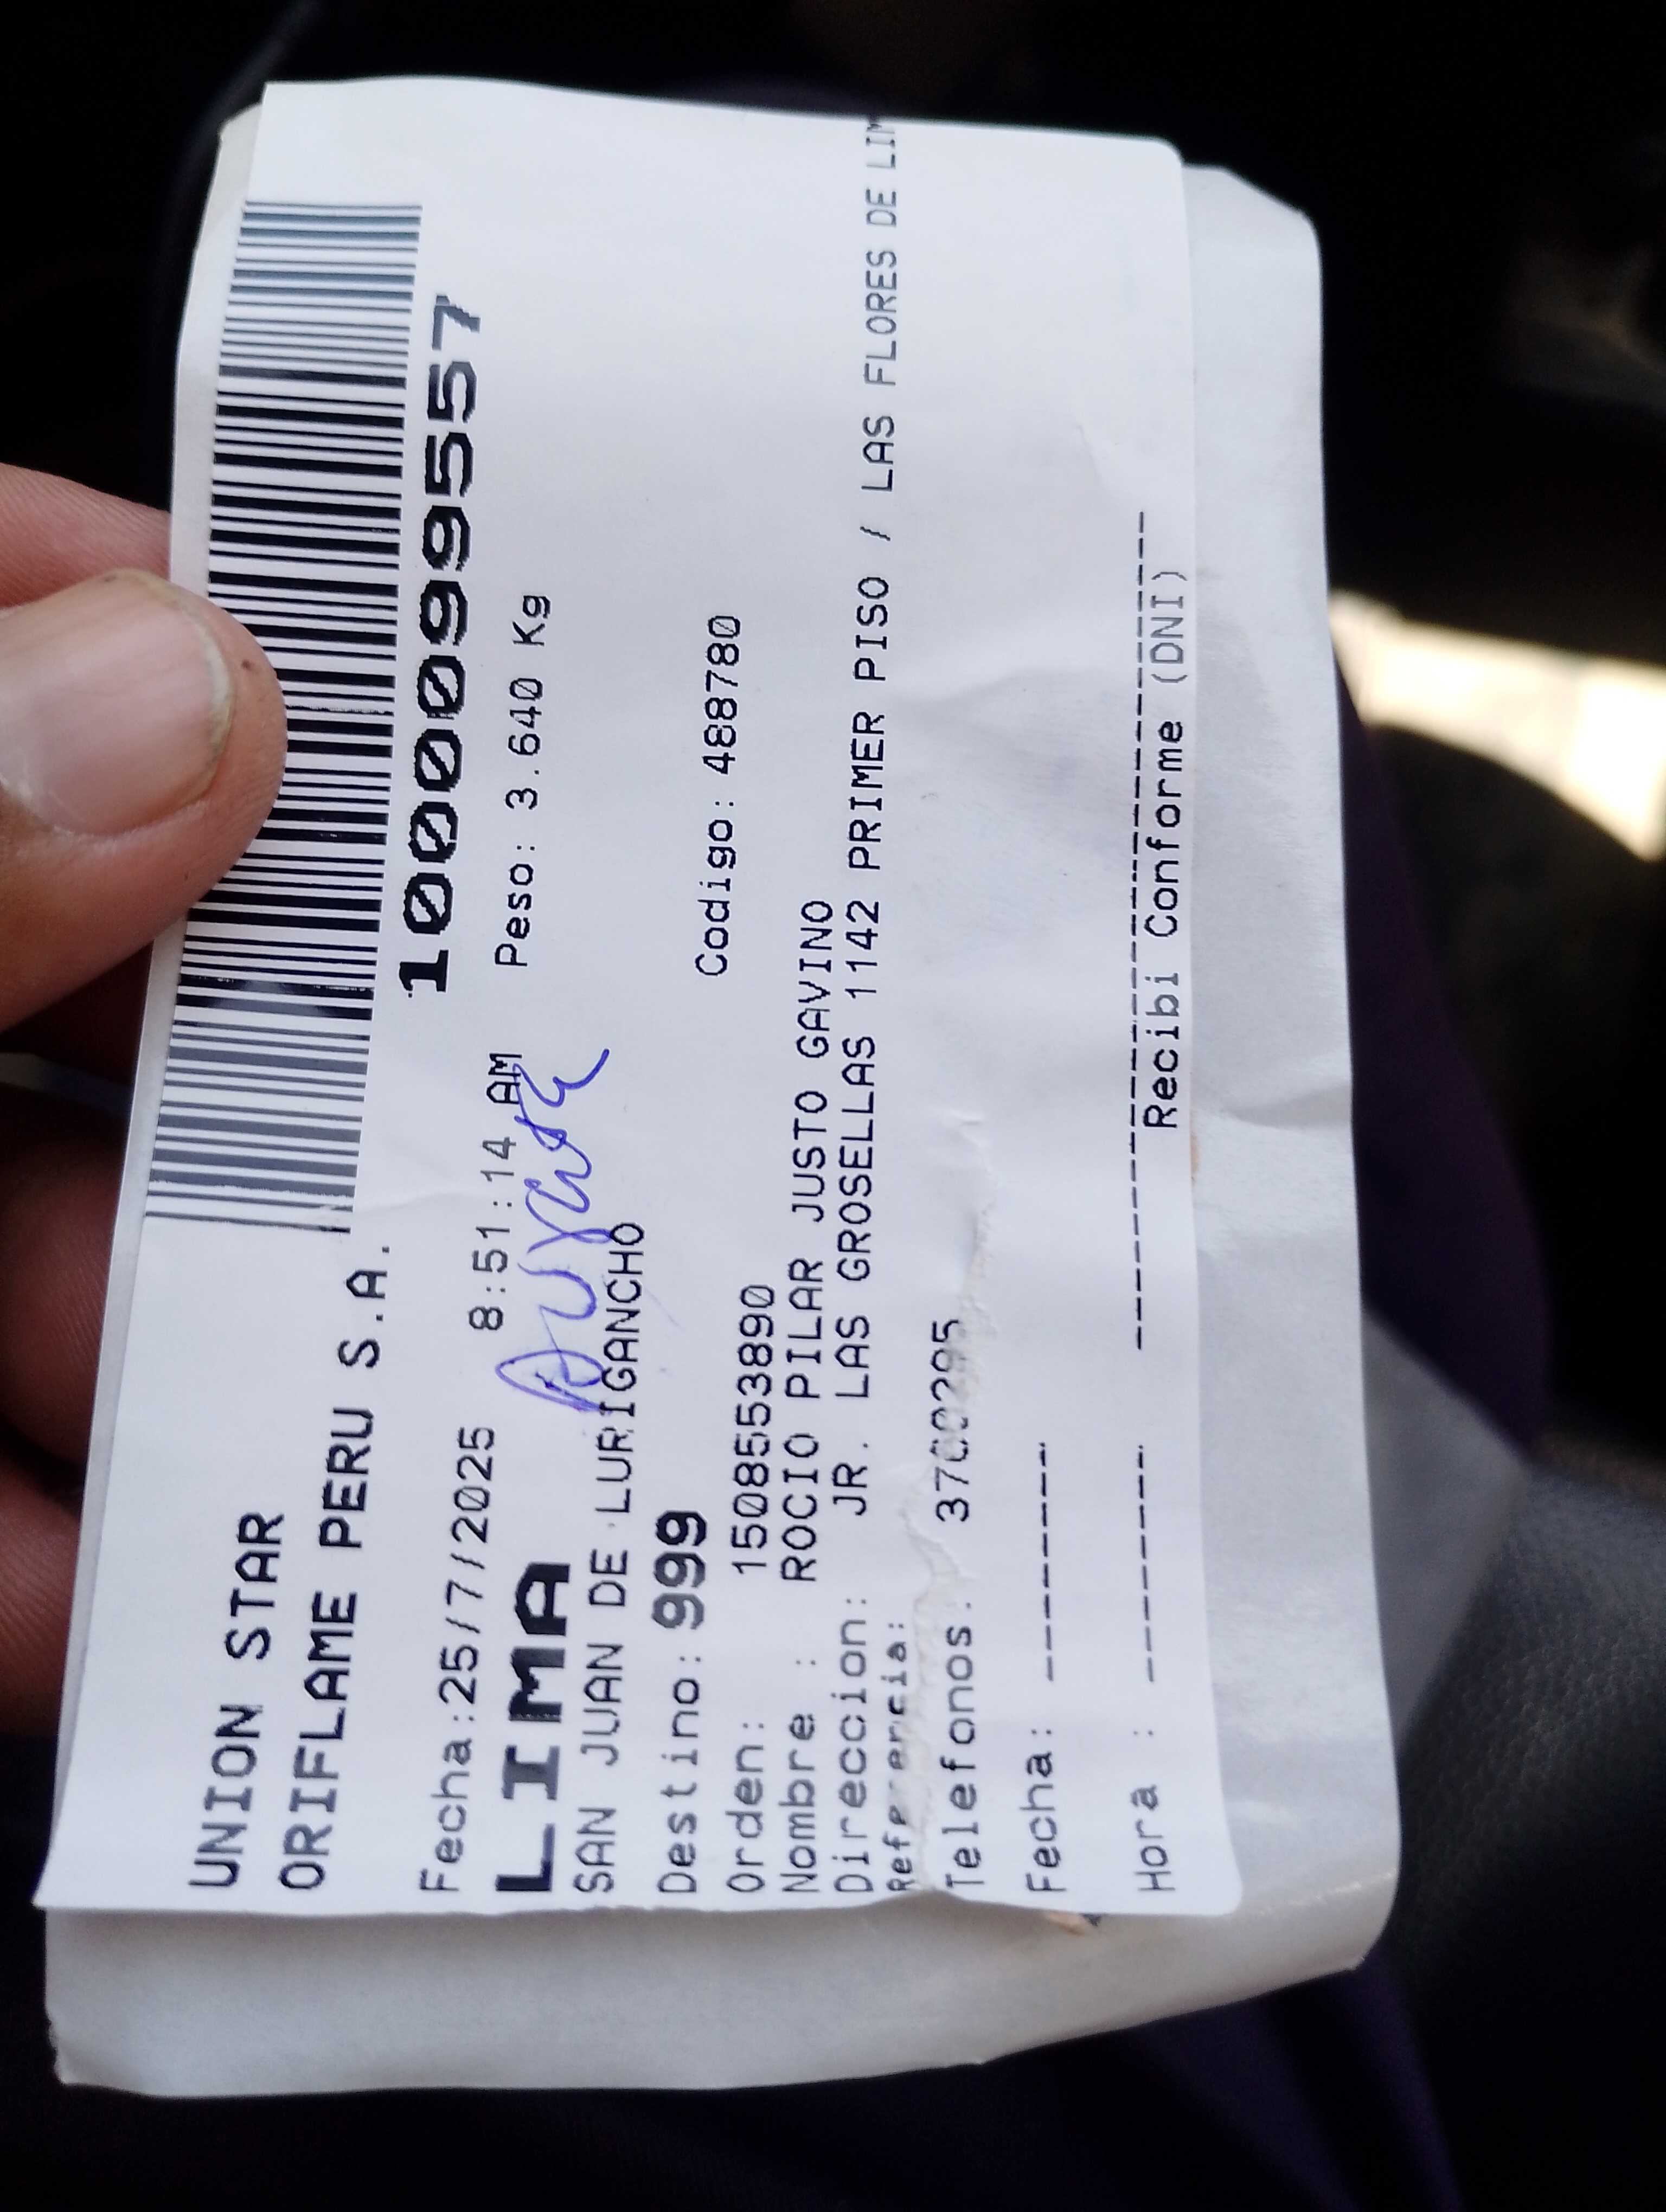 UNION STAR
ORIFLAME PERU S.A.
100099557
Fecha:25/7/2025 8:51:14 AM Peso: 3.640 Kg
LIMA
SAN JUAN DE LURIGANCHO
Destino: 999
Orden: 1508553890 Codigo: 488780
Nombre : ROCIO PILAR JUSTO GAVINO
Direccion: JR. LAS GROSELLAS 1142 PRIMER PISO / LAS FLORES DE LIM
Referencia:
Telefonos:
Fecha: --------
Hora : --------
Recibi Conforme (DNI)